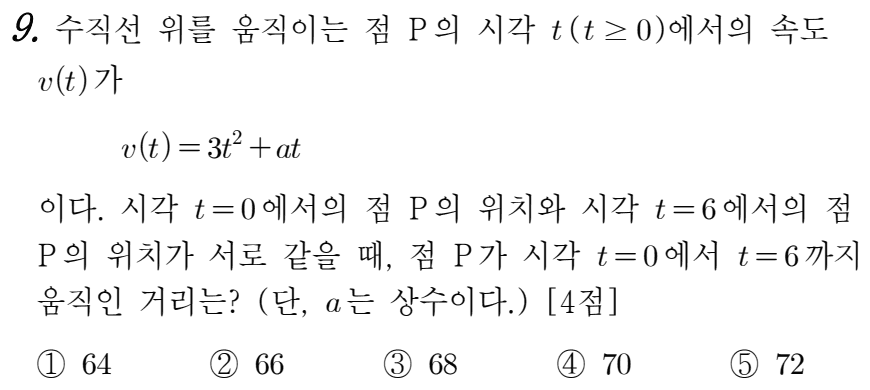 9. 수직선 위를 움직이는 점 P의 시각 t(t ≥ 0)에서의 속도
v(t)가
v(t) = 3t² + at
이다. 시각 t=0에서의 점 P의 위치와 시각 t=6에서의 점
P의 위치가 서로 같을 때, 점 P가 시각 t=0에서 t=6까지
움직인 거리는? (단, a는 상수이다.) [4점]
① 64 ② 66 ③ 68 ④ 70 ⑤ 72